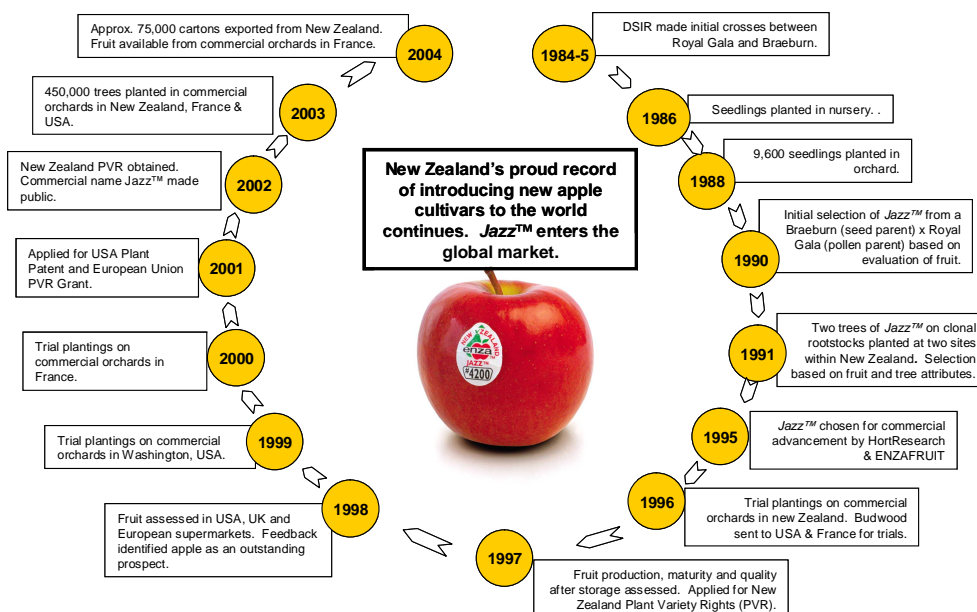 New Zealand's proud record
of introducing new apple
cultivars to the world
continues. Jazz™ enters the
global market.
NEW ZEALAND
enza
JAZZ™
#4200
1984-5
DSIR made initial crosses between
Royal Gala and Braeburn.
1986
Seedlings planted in nursery. .
1988
9,600 seedlings planted in
orchard.
1990
Initial selection of Jazz™ from a
Braeburn (seed parent) x Royal
Gala (pollen parent) based on
evaluation of fruit.
1991
Two trees of Jazz™ on clonal
rootstocks planted at two sites
within New Zealand. Selection
based on fruit and tree attributes.
1995
Jazz™ chosen for commercial
advancement by HortResearch
& ENZAFRUIT
1996
Trial plantings on commercial
orchards in new Zealand. Budwood
sent to USA & France for trials.
1997
Fruit production, maturity and quality
after storage assessed. Applied for
New Zealand Plant Variety Rights (PVR).
1998
Fruit assessed in USA, UK and
European supermarkets. Feedback
identified apple as an outstanding
prospect.
1999
Trial plantings on commercial
orchards in Washington, USA.
2000
Trial plantings on
commercial orchards in
France.
2001
Applied for USA Plant
Patent and European Union
PVR Grant.
2002
New Zealand PVR obtained.
Commercial name Jazz™ made
public.
2003
450,000 trees planted in commercial
orchards in New Zealand, France &
USA.
2004
Approx. 75,000 cartons exported from New Zealand.
Fruit available from commercial orchards in France.